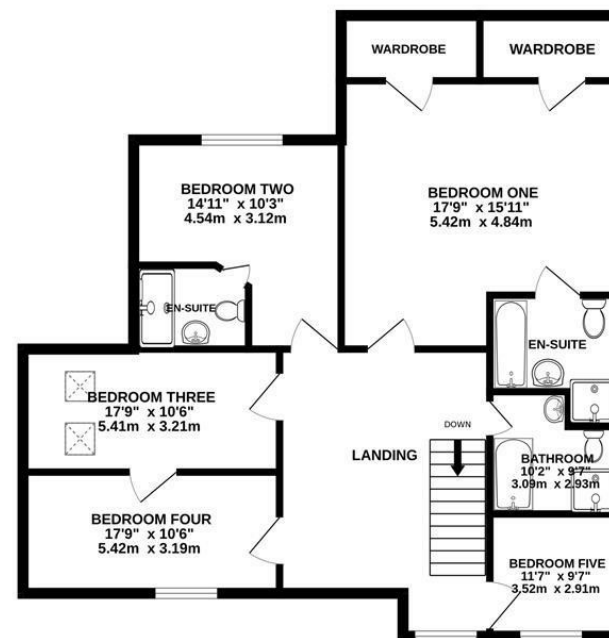 WARDROBE
WARDROBE
BEDROOM TWO
14'11" x 10'3"
4.54m x 3.12m
BEDROOM ONE
17'9" x 15'11"
5.42m x 4.84m
EN-SUITE
EN-SUITE
BEDROOM THREE
17'9" x 10'6"
5.41m x 3.21m
DOWN
LANDING
BATHROOM
10'2" x 9'7"
3.09m x 2.93m
BEDROOM FOUR
17'9" x 10'6"
5.42m x 3.19m
BEDROOM FIVE
11'7" x 9'7"
3.52m x 2.91m